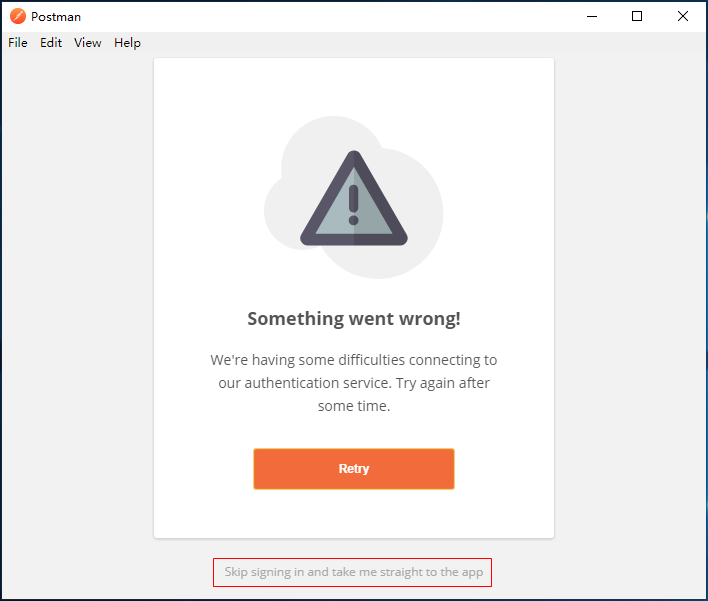 Postman
File Edit View Help
Something went wrong!
We're having some difficulties connecting to
our authentication service. Try again after
some time.
Retry
Skip signing in and take me straight to the app